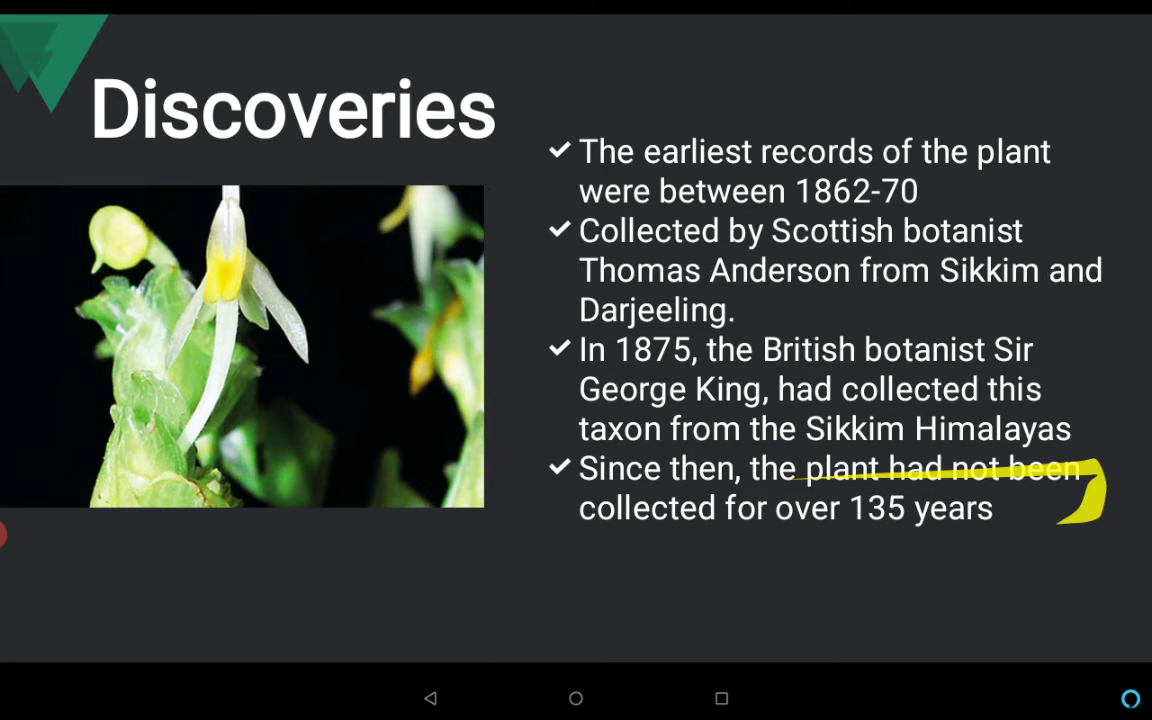 Discoveries
The earliest records of the plant
were between 1862-70
Collected by Scottish botanist
Thomas Anderson from Sikkim and
Darjeeling.
In 1875, the British botanist Sir
George King, had collected this
taxon from the Sikkim Himalayas
Since then, the plant had not been
collected for over 135 years